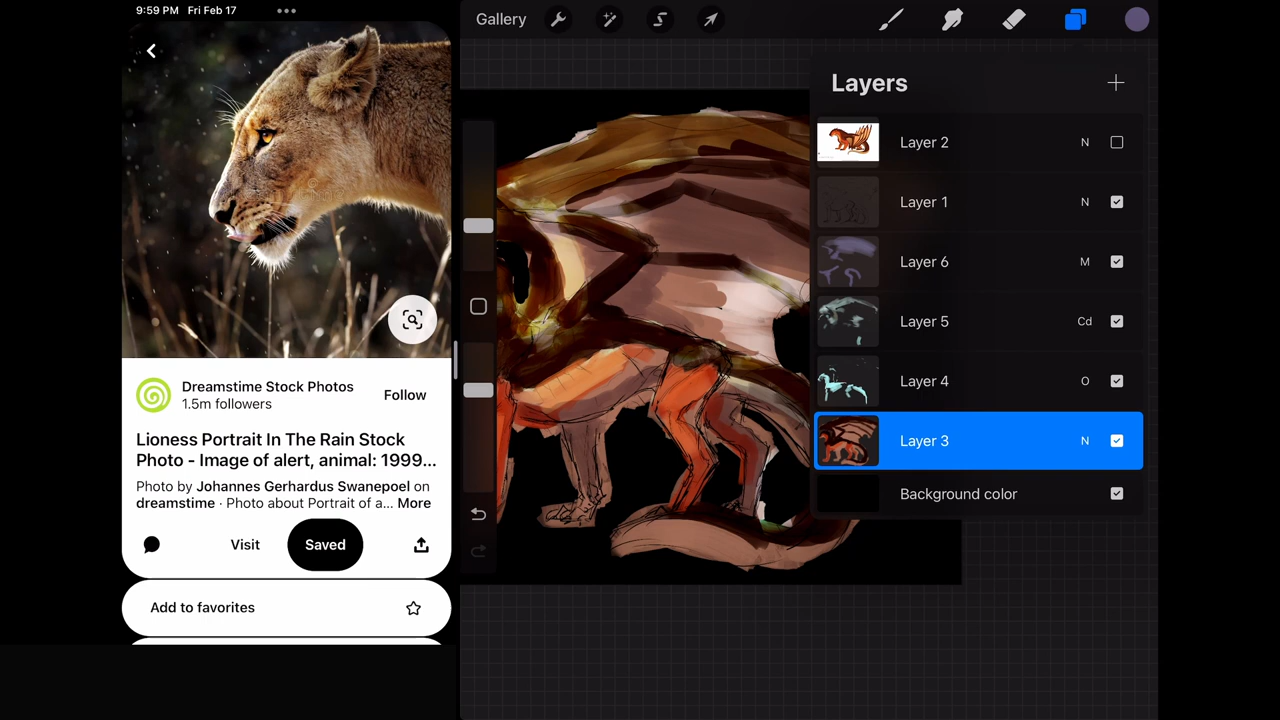 9:59 PM Fri Feb 17
Dreamstime Stock Photos
1.5m followers
Follow
Lioness Portrait In The Rain Stock
Photo - Image of alert, animal: 1999...
Photo by Johannes Gerhardus Swanepoel on
dreamstime · Photo about Portrait of a... More
Visit
Saved
Add to favorites
Gallery
Layers
Layer 2 N
Layer 1 N
Layer 6 M
Layer 5 Cd
Layer 4 O
Layer 3 N
Background color